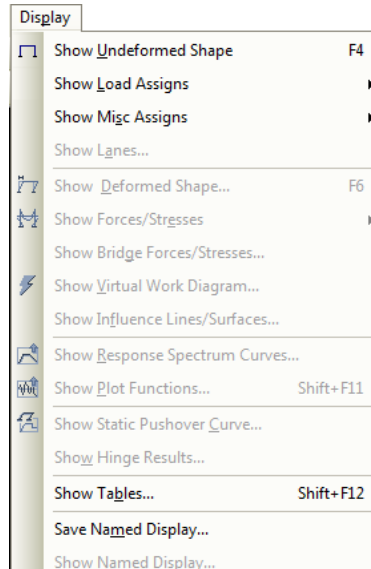 Display
Show Undeformed Shape F4
Show Load Assigns
Show Misc Assigns
Show Lanes...
Show Deformed Shape... F6
Show Forces/Stresses
Show Bridge Forces/Stresses...
Show Virtual Work Diagram...
Show Influence Lines/Surfaces...
Show Response Spectrum Curves...
Show Plot Functions... Shift+F11
Show Static Pushover Curve...
Show Hinge Results...
Show Tables... Shift+F12
Save Named Display...
Show Named Display...